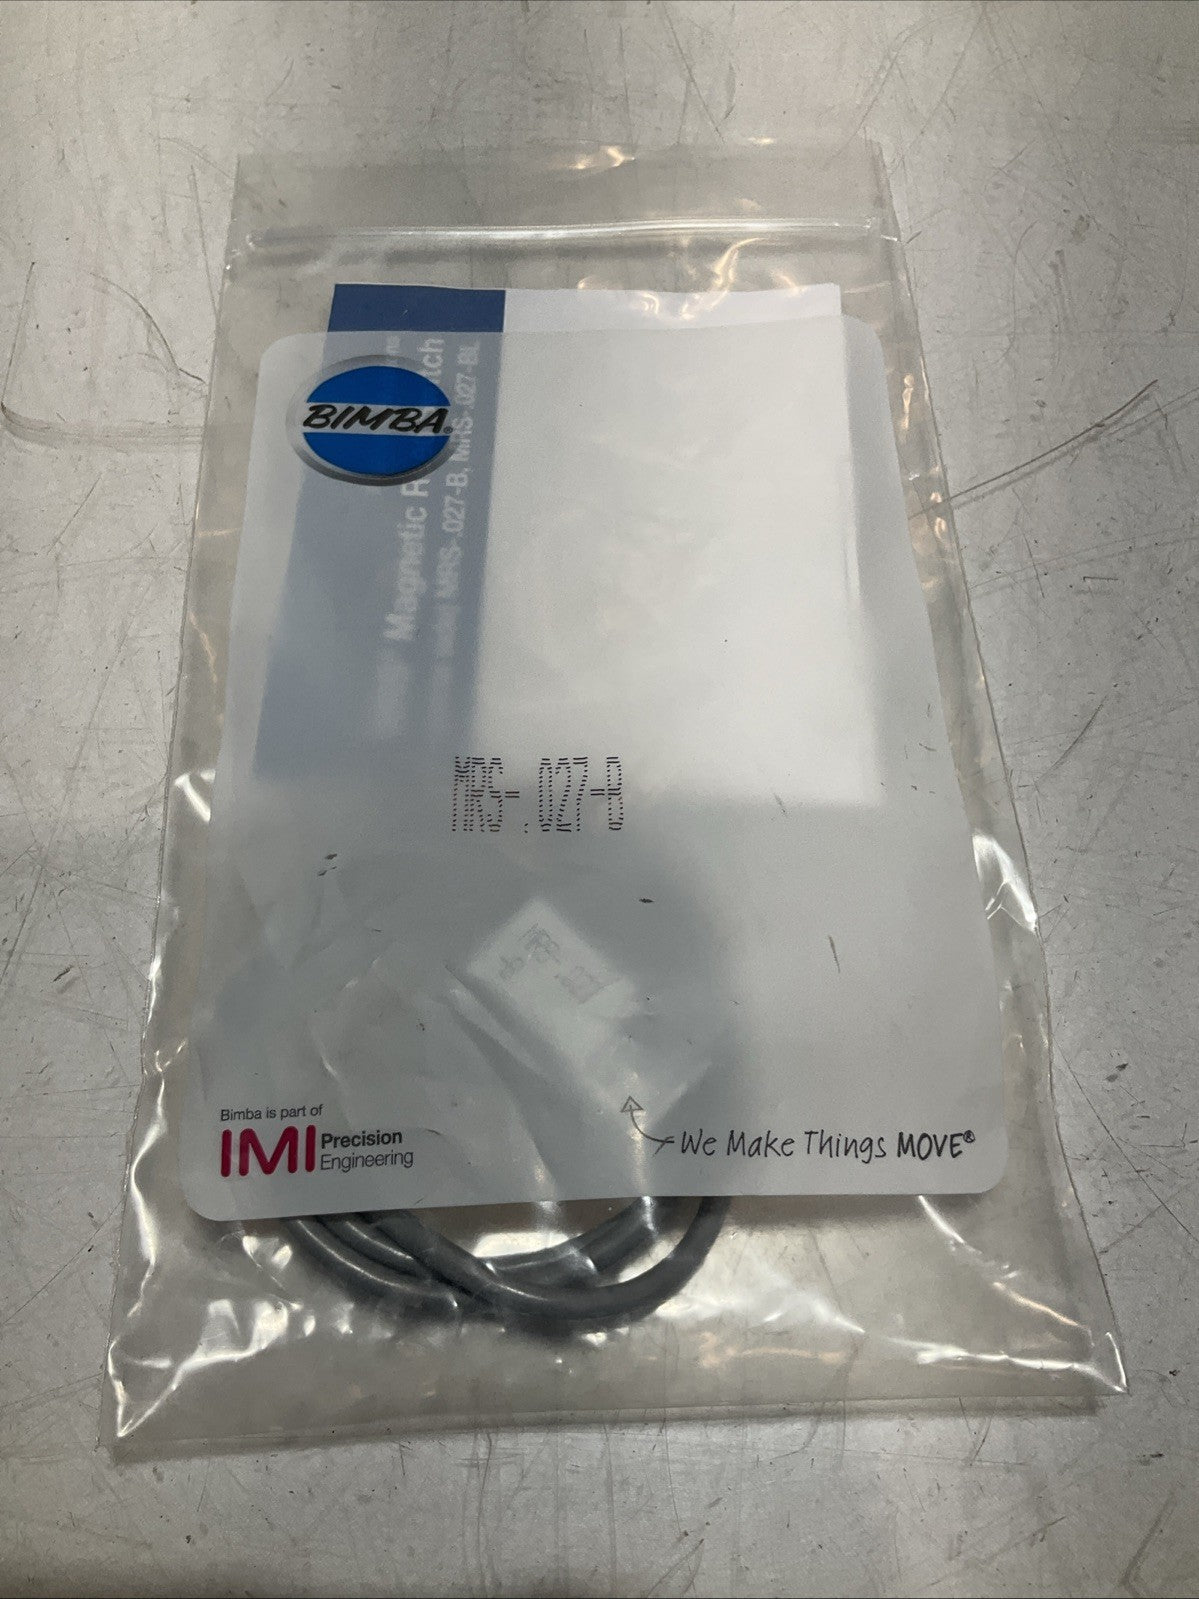 BIMBA®
Magnetic R tch
MRS-.027-B, MRS-.027-BL
MRS-.027-B
Bimba is part of
IMI Precision
Engineering
We Make Things MOVE®